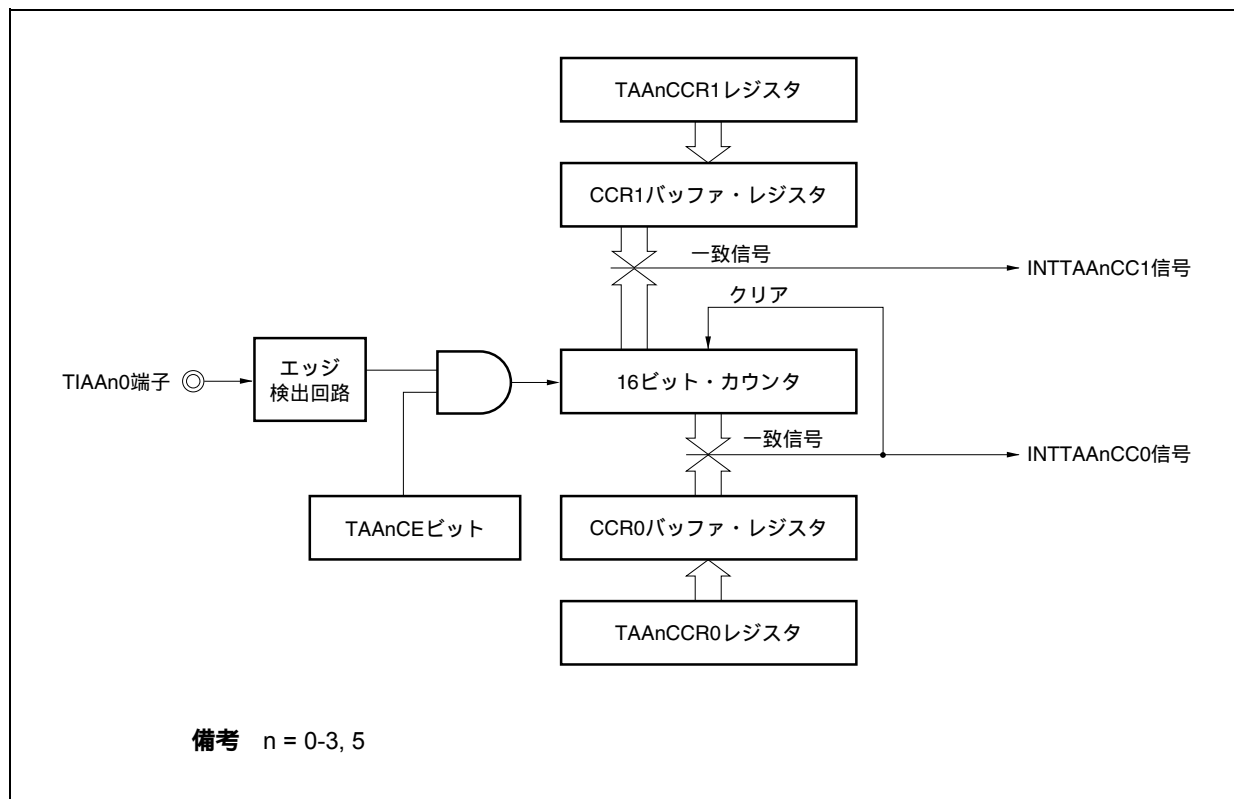 TAAnCCR1レジスタ
CCR1バッファ・レジスタ
一致信号
INTTAAnCC1信号
クリア
TIAAn0端子
エッジ
検出回路
16ビット・カウンタ
一致信号
INTTAAnCC0信号
TAAnCEビット
CCR0バッファ・レジスタ
TAAnCCR0レジスタ
備考 n = 0-3, 5